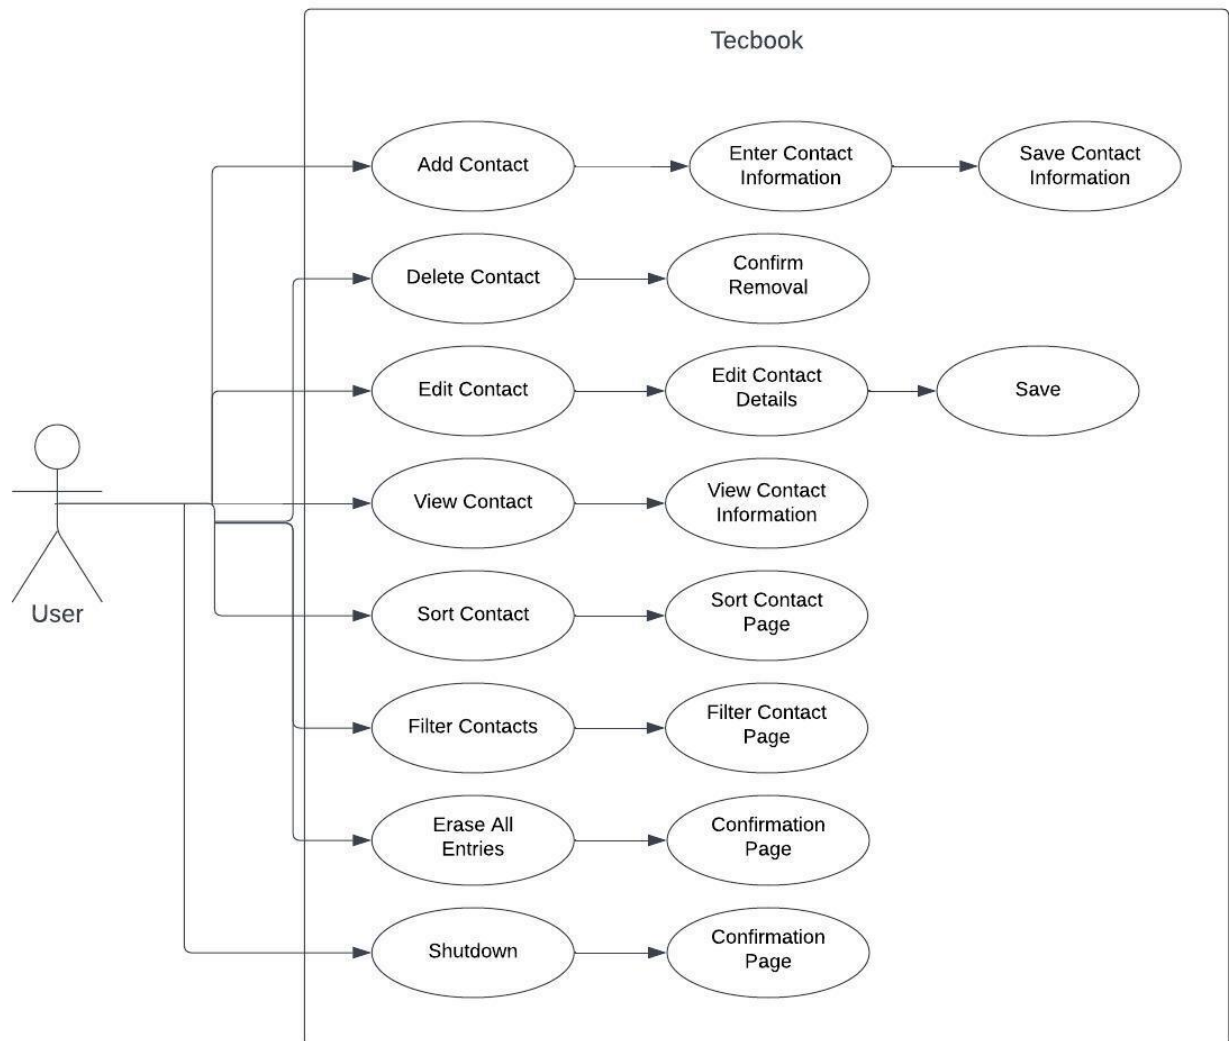 Tecbook
Add Contact
Enter Contact
Information
Save Contact
Information
Delete Contact
Confirm
Removal
Edit Contact
Edit Contact
Details
Save
View Contact
View Contact
Information
User
Sort Contact
Sort Contact
Page
Filter Contacts
Filter Contact
Page
Erase All
Entries
Confirmation
Page
Shutdown
Confirmation
Page